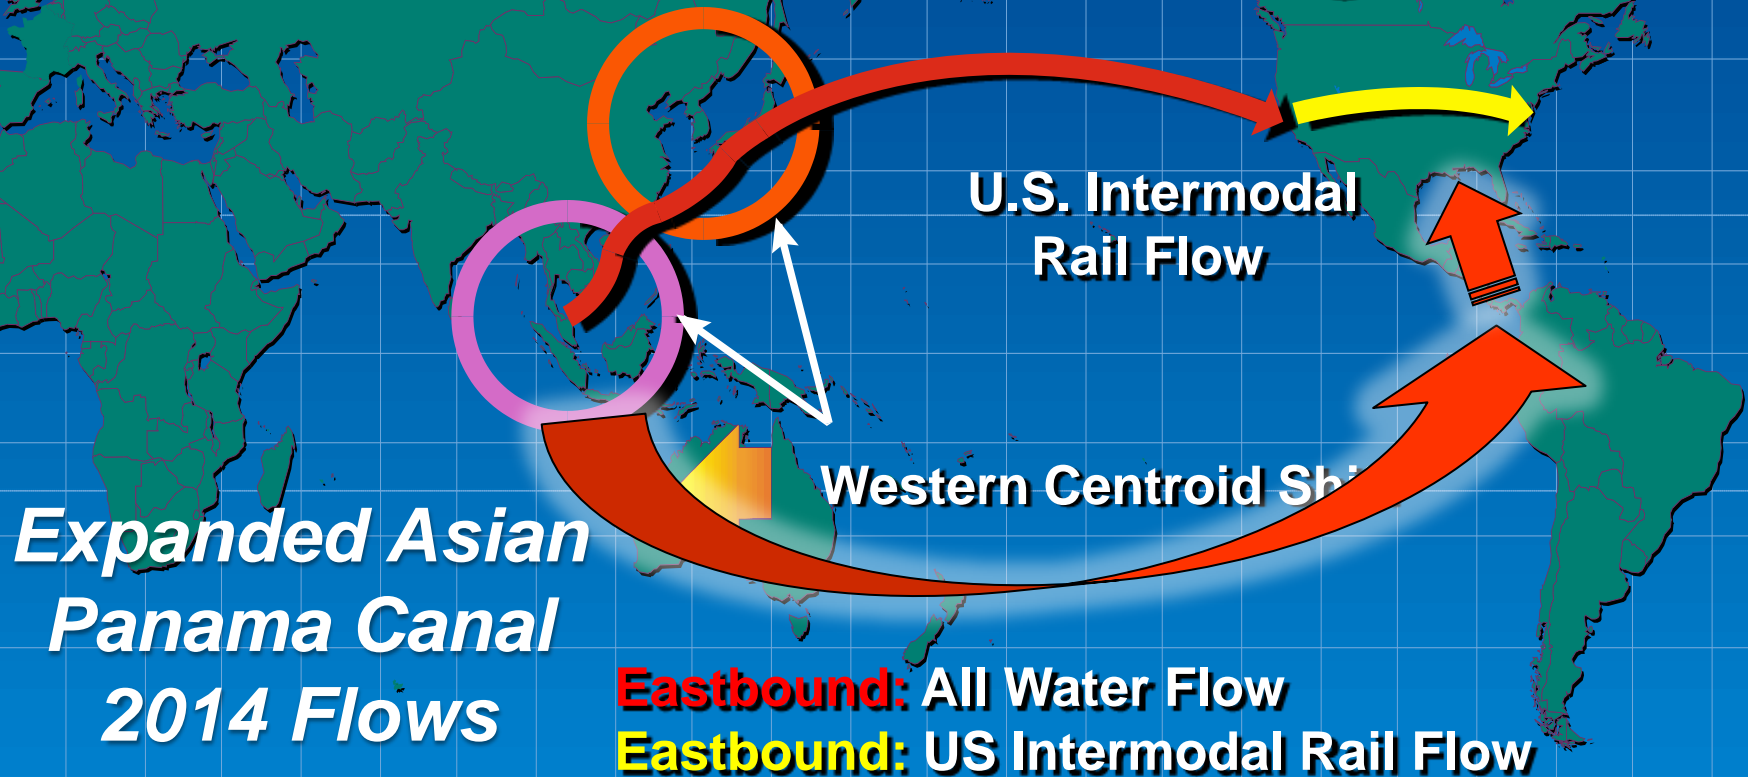 U.S. Intermodal
Rail Flow
Western Centroid
Expanded Asian
Panama Canal
2014 Flows
Eastbound: All Water Flow
Eastbound: US Intermodal Rail Flow